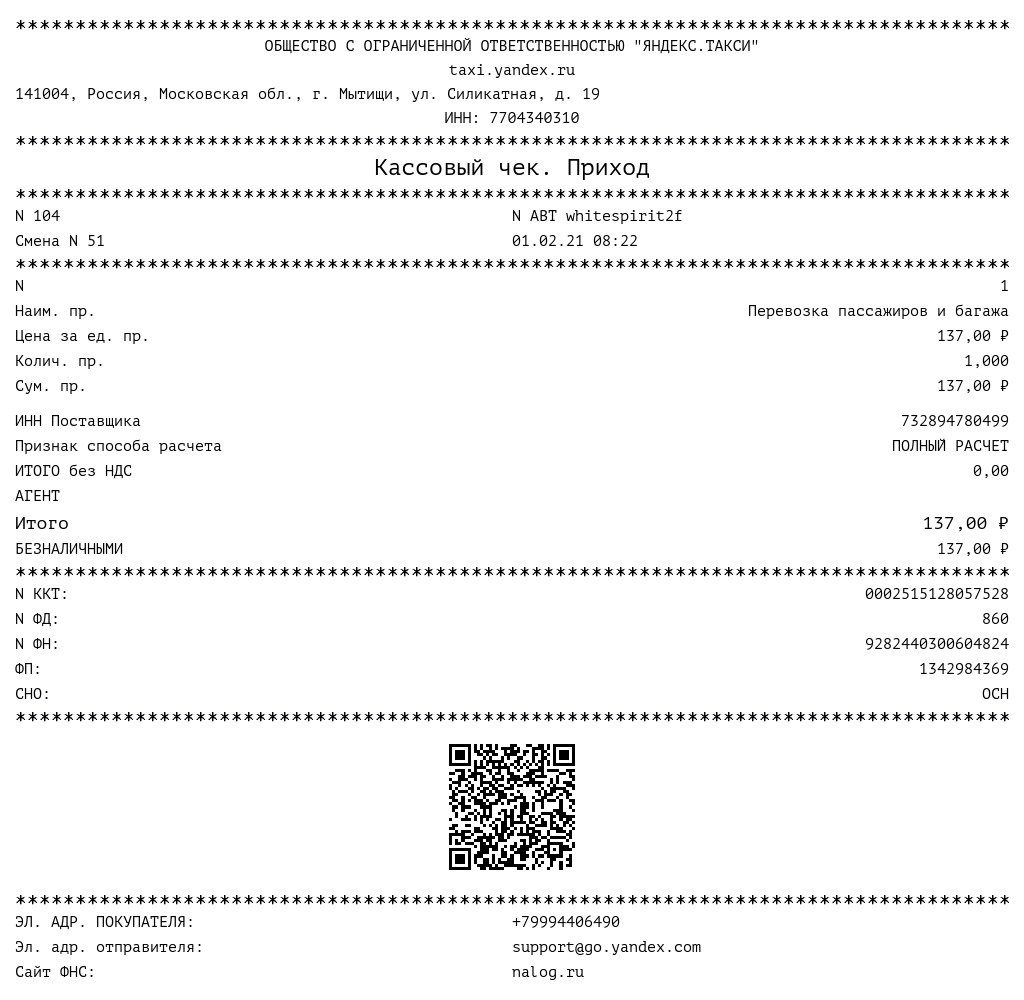 ***********************************************************************************
ОБЩЕСТВО С ОГРАНИЧЕННОЙ ОТВЕТСТВЕННОСТЬЮ "ЯНДЕКС.ТАКСИ"
taxi.yandex.ru
141004, Россия, Московская обл., г. Мытищи, ул. Силикатная, д. 19
ИНН: 7704340310
***********************************************************************************
Кассовый чек. Приход
***********************************************************************************
N 104 N АВТ whitespirit2f
Смена N 51 01.02.21 08:22
***********************************************************************************
N 1
Наим. пр. Перевозка пассажиров и багажа
Цена за ед. пр. 137,00 ₽
Колич. пр. 1,000
Сум. пр. 137,00 ₽
ИНН Поставщика 732894780499
Признак способа расчета ПОЛНЫЙ РАСЧЕТ
ИТОГО без НДС 0,00
АГЕНТ
Итого 137,00 ₽
БЕЗНАЛИЧНЫМИ 137,00 ₽
***********************************************************************************
N ККТ: 0002515128057528
N ФД: 860
N ФН: 9282440300604824
ФП: 1342984369
СНО: ОСН
***********************************************************************************
***********************************************************************************
ЭЛ. АДР. ПОКУПАТЕЛЯ: +79994406490
Эл. адр. отправителя: support@go.yandex.com
Сайт ФНС: nalog.ru